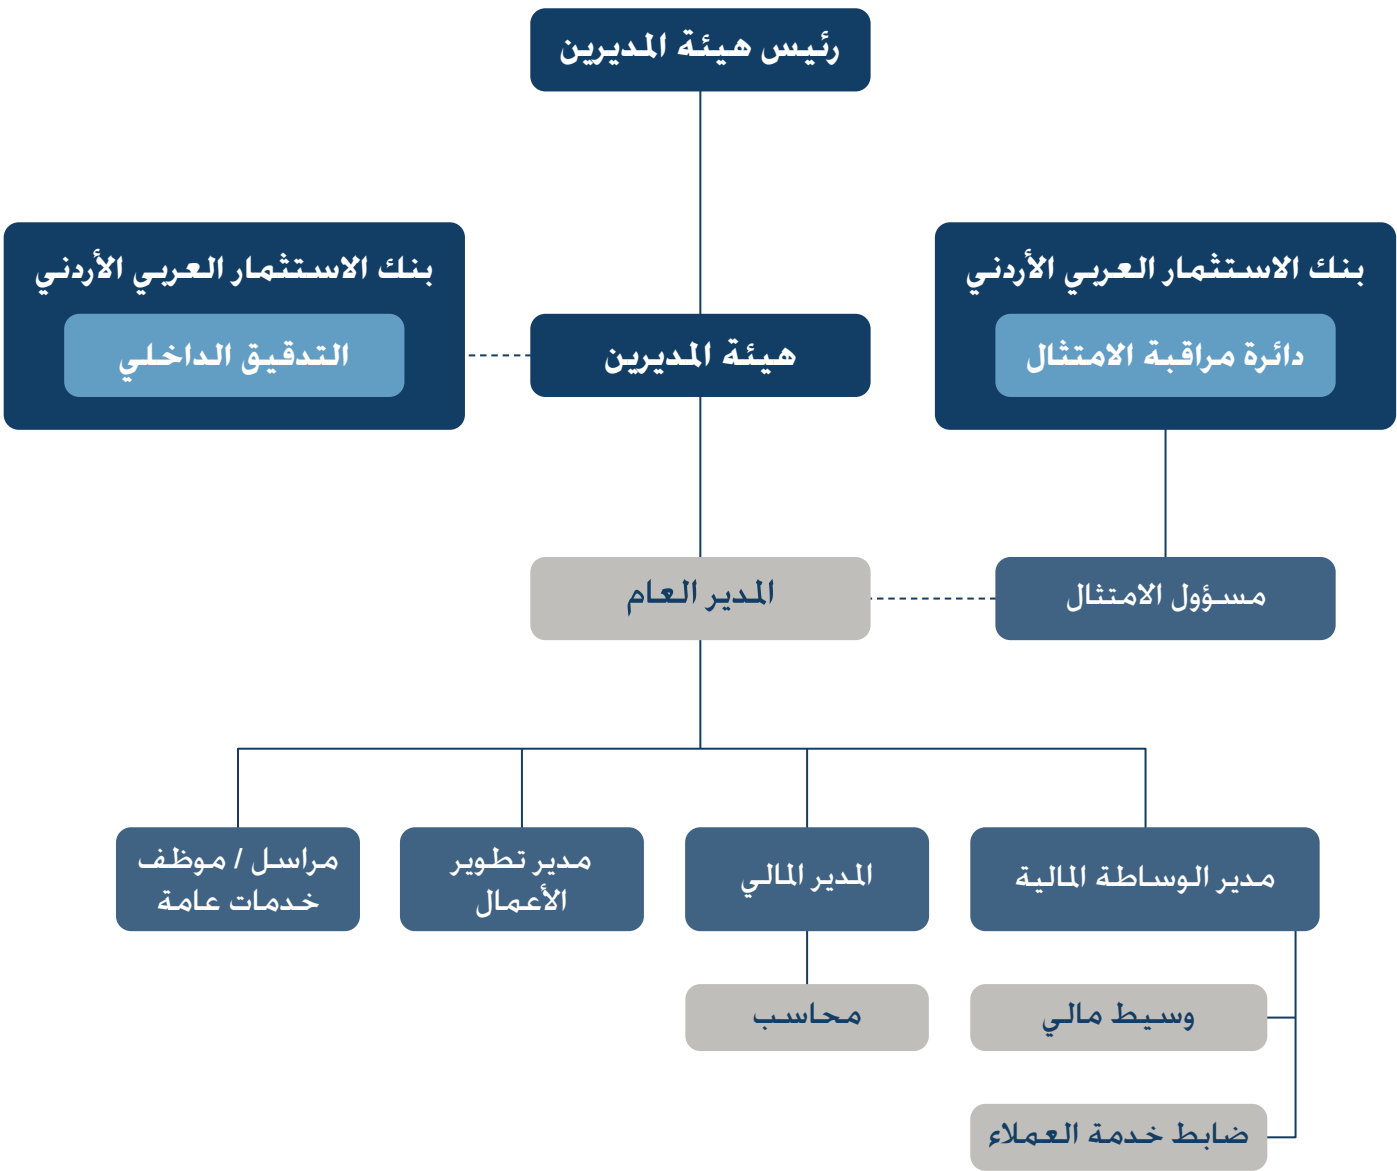 رئيس هيئة المديرين
بنك الاستثمار العربي الأردني
دائرة مراقبة الامتثال
هيئة المديرين
بنك الاستثمار العربي الأردني
التدقيق الداخلي
مسؤول الامتثال
المدير العام
مدير الوساطة المالية
المدير المالي
مدير تطوير
الأعمال
مراسل / موظف
خدمات عامة
وسيط مالي
محاسب
ضابط خدمة العملاء